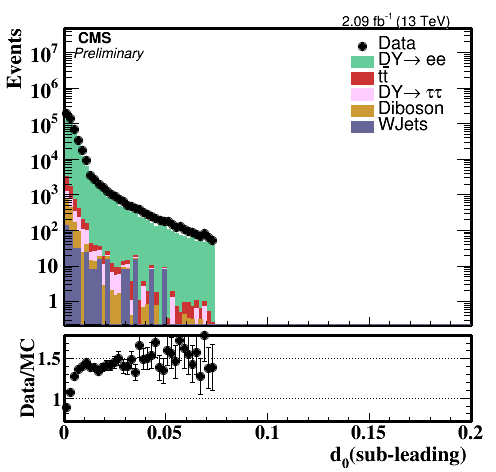 2.09 fb⁻¹ (13 TeV)
CMS
Preliminary
Data
DY→ ee
tt̄
DY→ ττ
Diboson
WJets
Events
10⁷
10⁶
10⁵
10⁴
10³
10²
10
1
Data/MC
1.5
1
0
0.05
0.1
0.15
0.2
d₀(sub-leading)